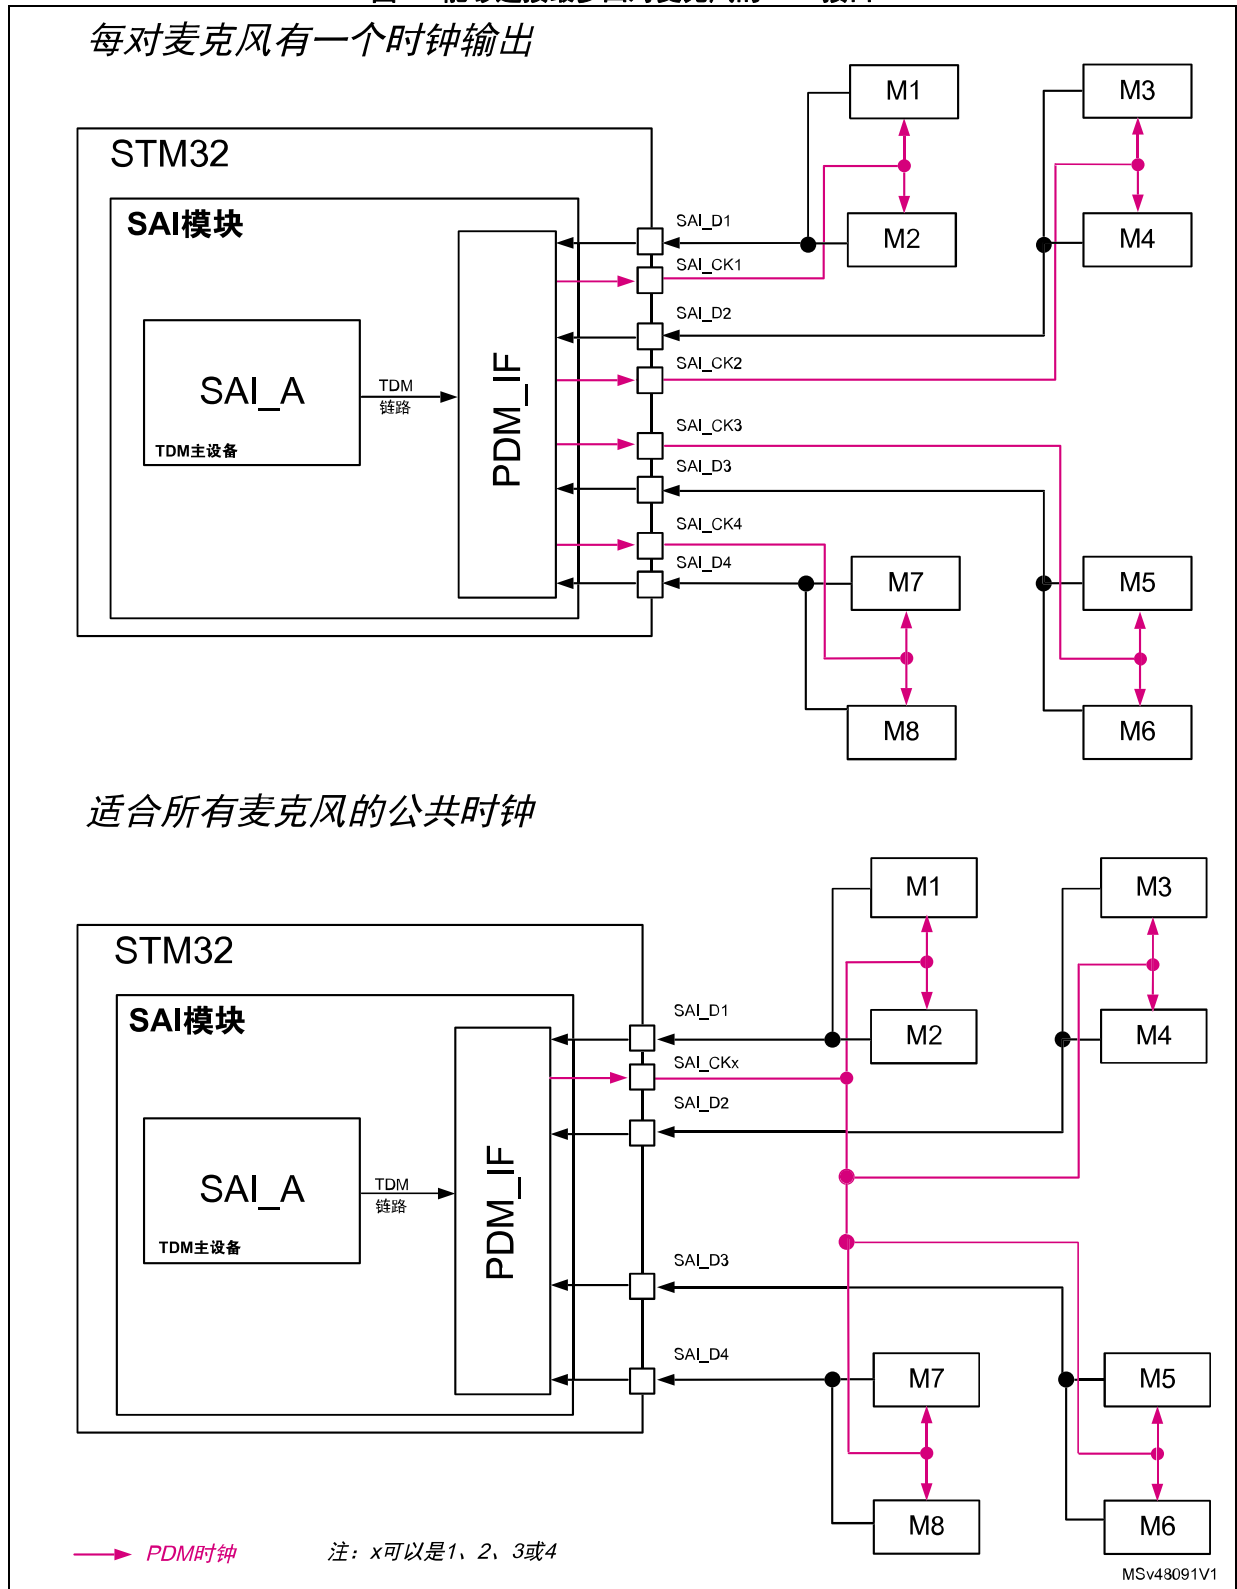 每对麦克风有一个时钟输出
M1
M3
STM32
SAI模块
SAI_D1
M2
M4
SAI_CK1
SAI_D2
SAI_CK2
SAI_A
TDM
链路
PDM_IF
TDM主设备
SAI_CK3
SAI_D3
SAI_CK4
SAI_D4
M7
M5
M8
M6
适合所有麦克风的公共时钟
M1
M3
STM32
SAI模块
SAI_D1
M2
M4
SAI_CKx
SAI_D2
SAI_A
TDM
链路
PDM_IF
TDM主设备
SAI_D3
SAI_D4
M7
M5
M8
M6
PDM时钟
注：x可以是1、2、3或4
MSv48091V1